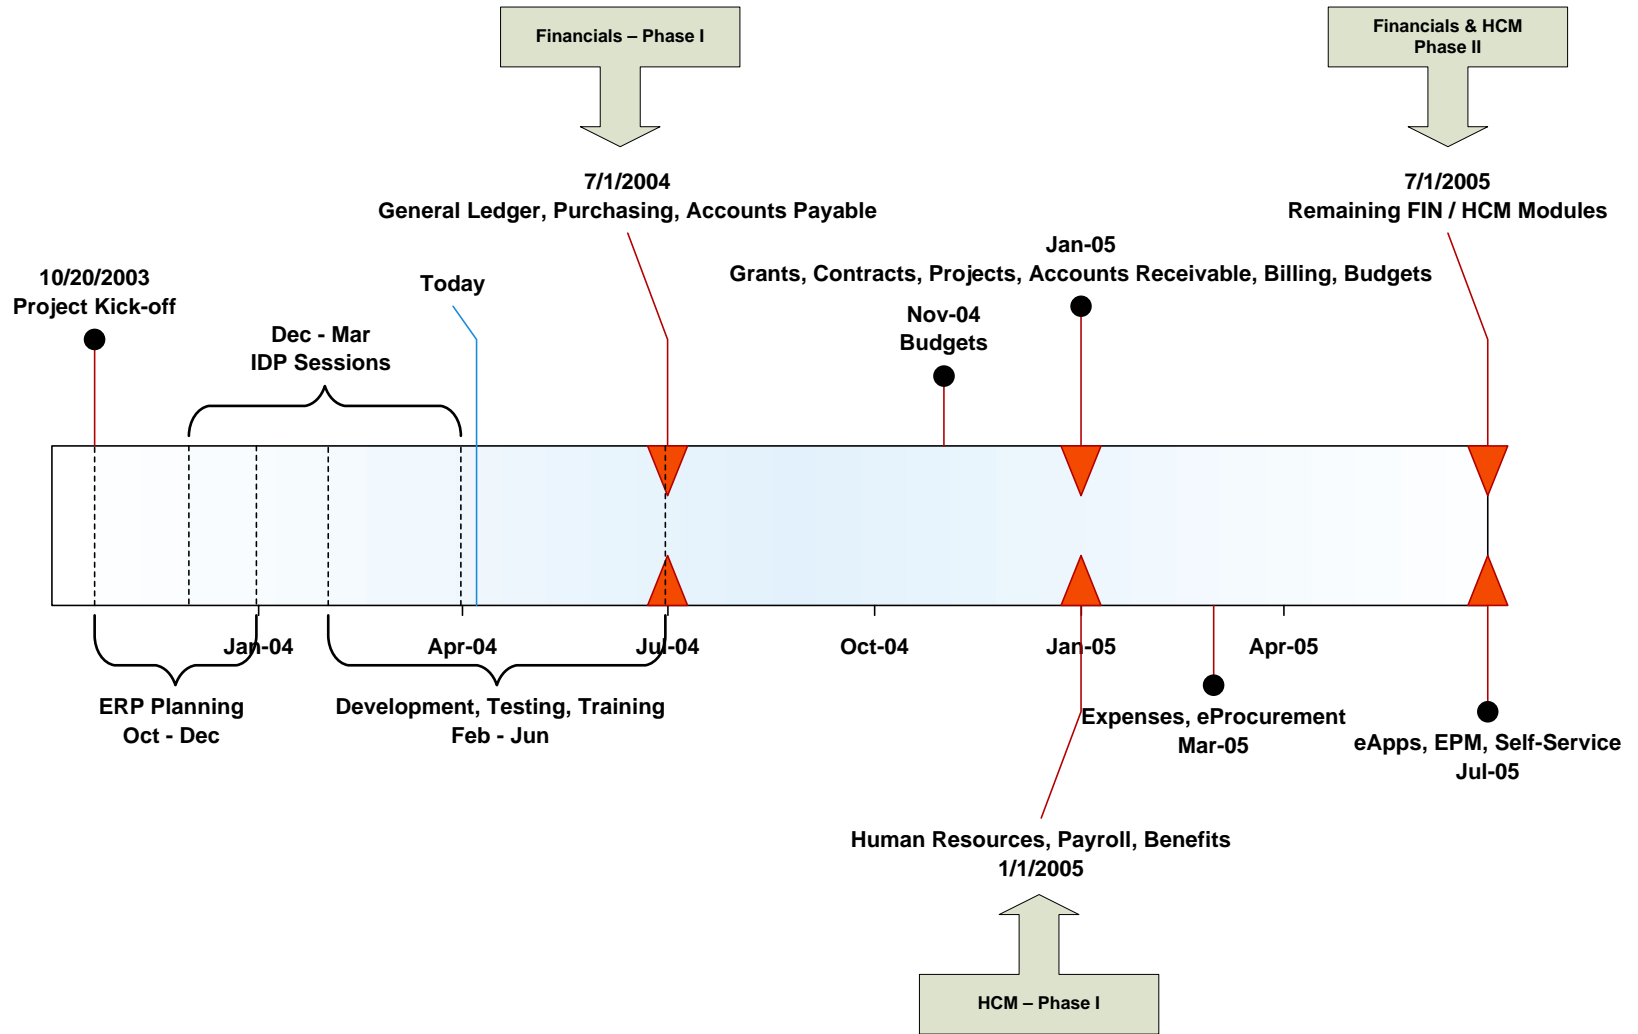 Financials – Phase I
Financials & HCM
Phase II
7/1/2004
General Ledger, Purchasing, Accounts Payable
7/1/2005
Remaining FIN / HCM Modules
Jan-05
Grants, Contracts, Projects, Accounts Receivable, Billing, Budgets
10/20/2003
Project Kick-off
Today
Nov-04
Budgets
Dec - Mar
IDP Sessions
Jan-04
Apr-04
Jul-04
Oct-04
Jan-05
Apr-05
ERP Planning
Oct - Dec
Development, Testing, Training
Feb - Jun
Expenses, eProcurement
Mar-05
eApps, EPM, Self-Service
Jul-05
Human Resources, Payroll, Benefits
1/1/2005
HCM – Phase I